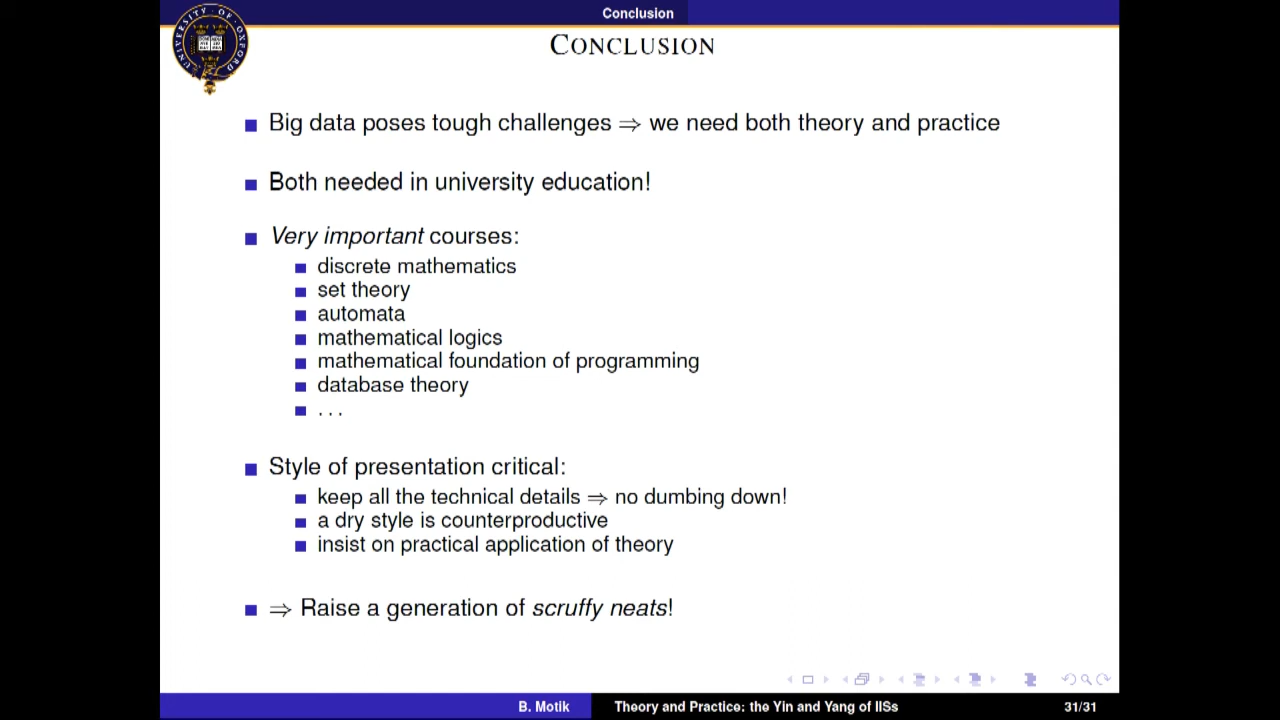 Conclusion
UNIVERSITY · OF · OXFORD
CONCLUSION
Big data poses tough challenges ⇒ we need both theory and practice
Both needed in university education!
Very important courses:
discrete mathematics
set theory
automata
mathematical logics
mathematical foundation of programming
database theory
...
Style of presentation critical:
keep all the technical details ⇒ no dumbing down!
a dry style is counterproductive
insist on practical application of theory
⇒ Raise a generation of scruffy neats!
B. Motik
Theory and Practice: the Yin and Yang of IISs
31/31